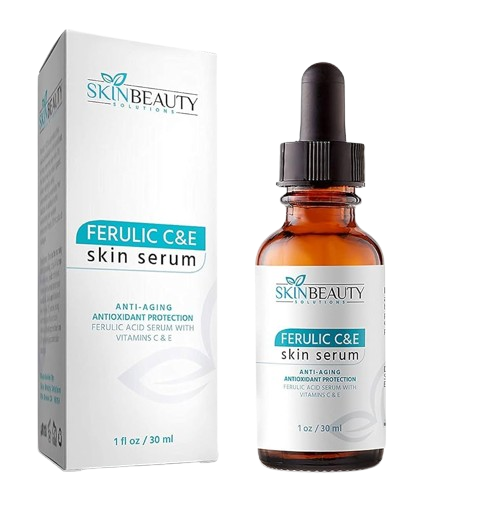 SKINBEAUTY
SOLUTIONS
FERULIC C&E
skin serum
ANTI-AGING
ANTIOXIDANT PROTECTION
FERULIC ACID SERUM WITH
VITAMINS C & E
1 fl oz / 30 ml
SKINBEAUTY
SOLUTIONS
FERULIC C&E
skin serum
ANTI-AGING
ANTIOXIDANT PROTECTION
FERULIC ACID SERUM WITH
VITAMINS C & E
1 oz / 30 ml